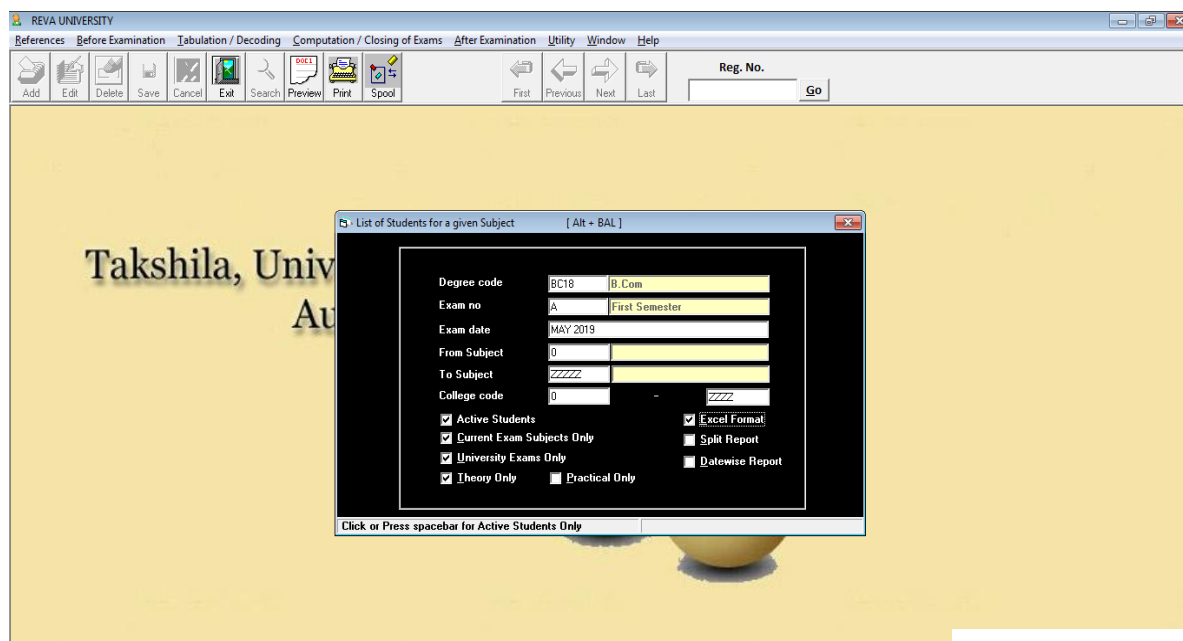 REVA UNIVERSITY
References Before Examination Tabulation / Decoding Computation / Closing of Exams After Examination Utility Window Help
Reg. No.
DOC1
Add Edit Delete Save Cancel Exit Search Preview Print Spool First Previous Next Last Go
List of Students for a given Subject [ Alt + BAL ]
Takshila, Univ
Au
Degree code BC18 B.Com
Exam no A First Semester
Exam date MAY 2019
From Subject 0
To Subject ZZZZZ
College code 0 - ZZZZ
Active Students Excel Format
Current Exam Subjects Only Split Report
University Exams Only Datewise Report
Theory Only Practical Only
Click or Press spacebar for Active Students Only